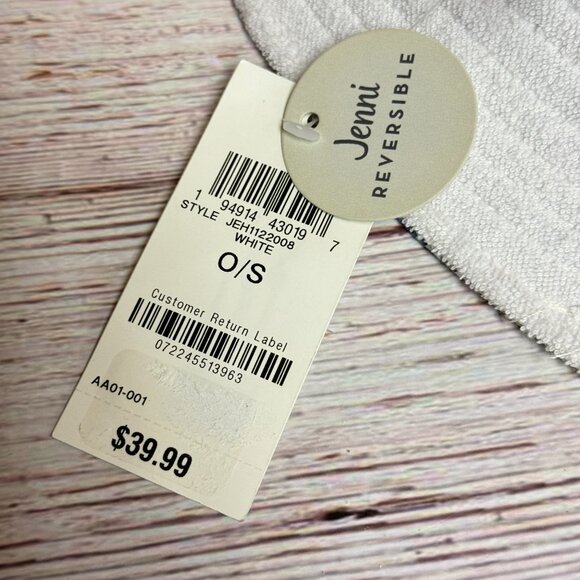 Jenni
REVERSIBLE
1 94914 43019 7
STYLE JEH1122008
WHITE
O/S
Customer Return Label
072245513963
AA01-001
$39.99